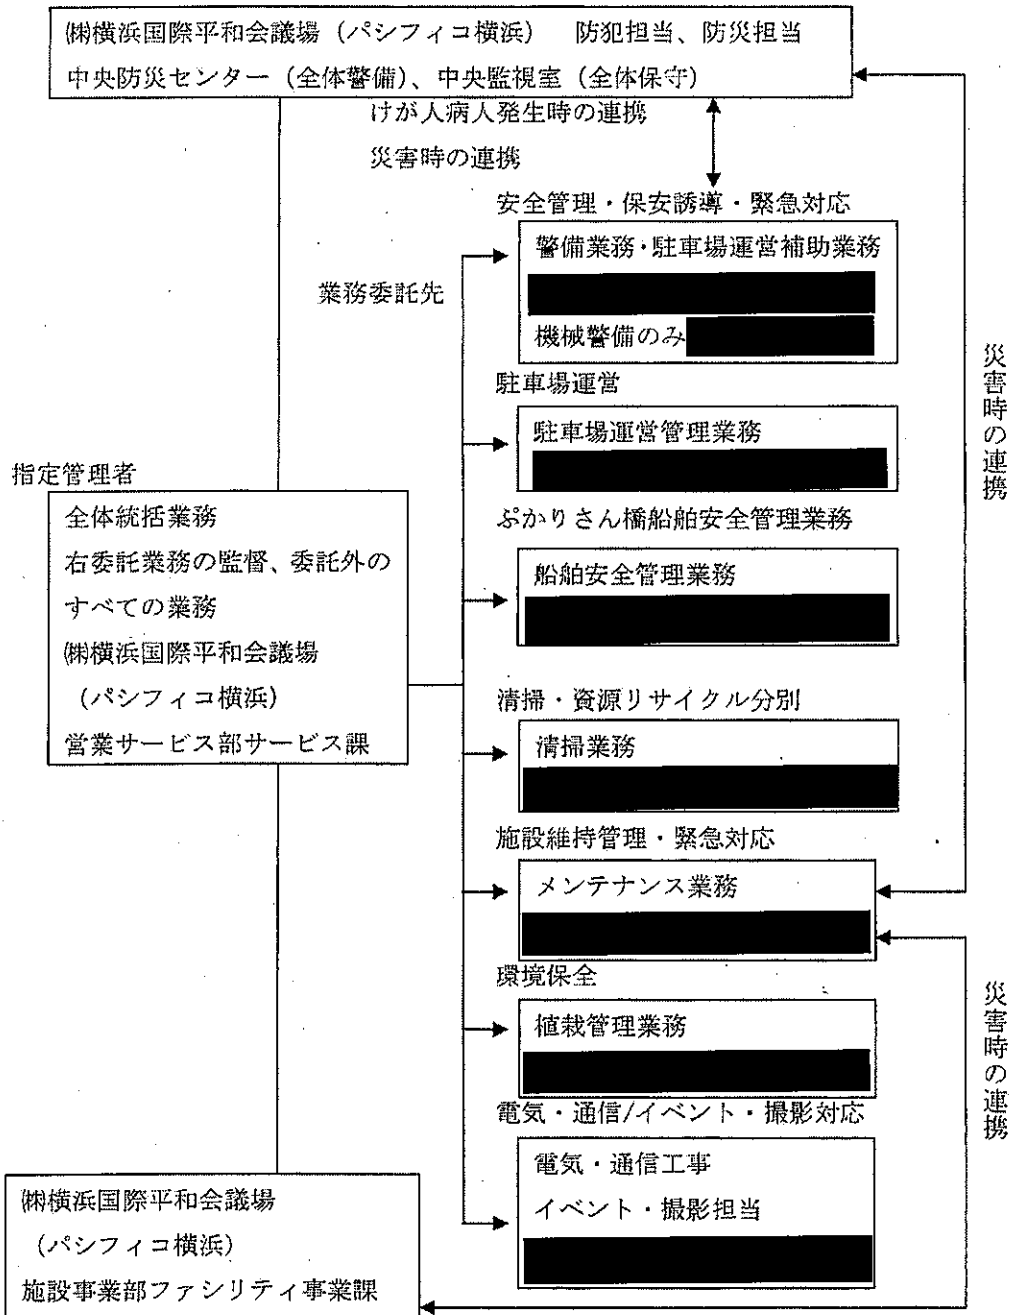 ㈱横浜国際平和会議場（パシフィコ横浜）　防犯担当、防災担当
中央防災センター（全体警備）、中央監視室（全体保守）
けが人病人発生時の連携
災害時の連携
安全管理・保安誘導・緊急対応
警備業務・駐車場運営補助業務
機械警備のみ
業務委託先
駐車場運営
駐車場運営管理業務
災害時の連携
指定管理者
全体統括業務
右委託業務の監督、委託外の
すべての業務
㈱横浜国際平和会議場
（パシフィコ横浜）
営業サービス部サービス課
ぷかりさん橋船舶安全管理業務
船舶安全管理業務
清掃・資源リサイクル分別
清掃業務
施設維持管理・緊急対応
メンテナンス業務
環境保全
植栽管理業務
災害時の連携
電気・通信/イベント・撮影対応
電気・通信工事
イベント・撮影担当
㈱横浜国際平和会議場
（パシフィコ横浜）
施設事業部ファシリティ事業課